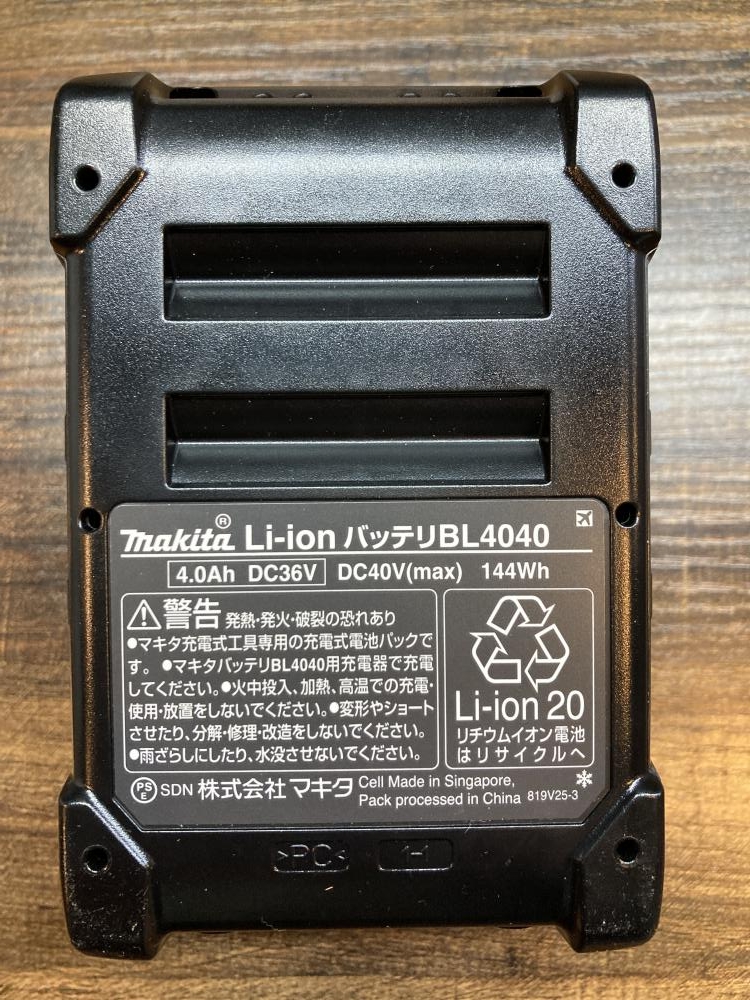 makita® Li-ion バッテリBL4040
4.0Ah DC36V DC40V(max) 144Wh
警告 発熱・発火・破裂の恐れあり
●マキタ充電式工具専用の充電式電池パックで
す。●マキタバッテリBL4040用充電器で充電
してください。●火中投入、加熱、高温での充電・
使用・放置をしないでください。●変形やショート
させたり、分解・修理・改造をしないでください。
●雨ざらしにしたり、水没させないでください。
Li-ion 20
リチウムイオン電池
はリサイクルへ
PS
E SDN 株式会社 マキタ
Cell Made in Singapore,
Pack processed in China 819V25-3
>PC< H